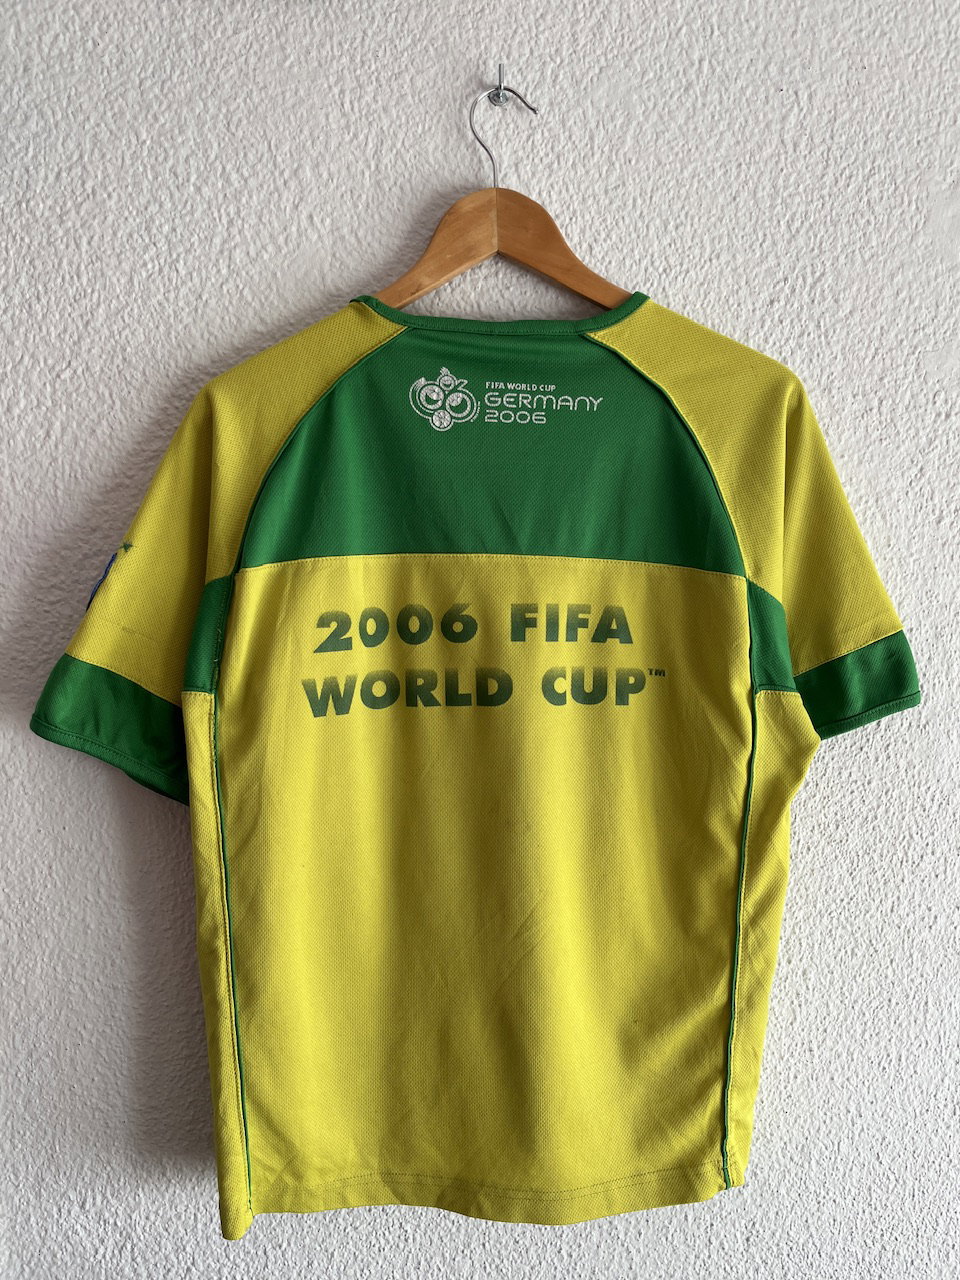 FIFA WORLD CUP
GERMANY
2006
2006 FIFA
WORLD CUP™